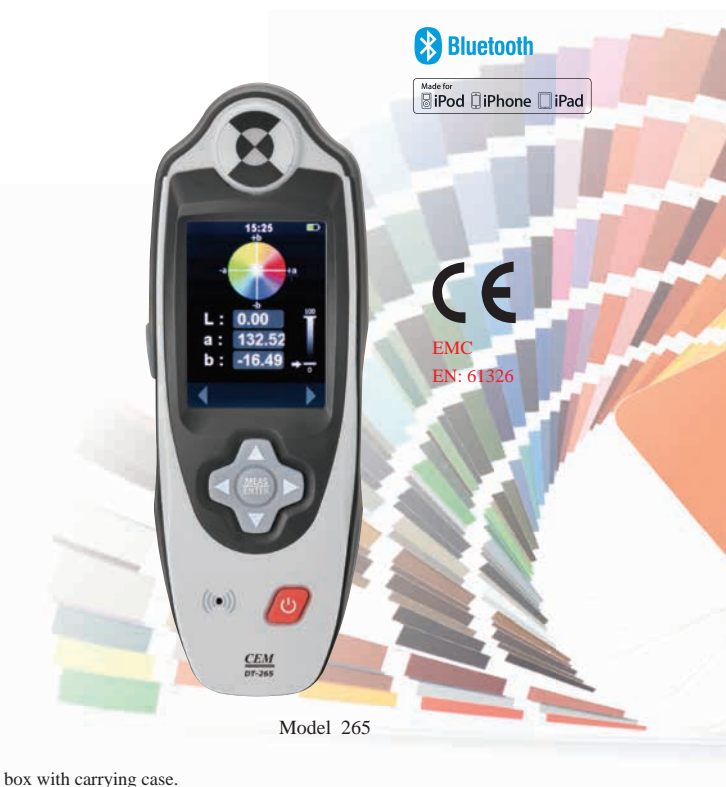 Bluetooth
Made for
iPod iPhone iPad
15:25
+b
-a +a
-b
L : 0.00
100
a : 132.52
b : -16.49
0
MEAS
ENTER
EMC
EN: 61326
CEM
DT-265
Model 265
box with carrying case.